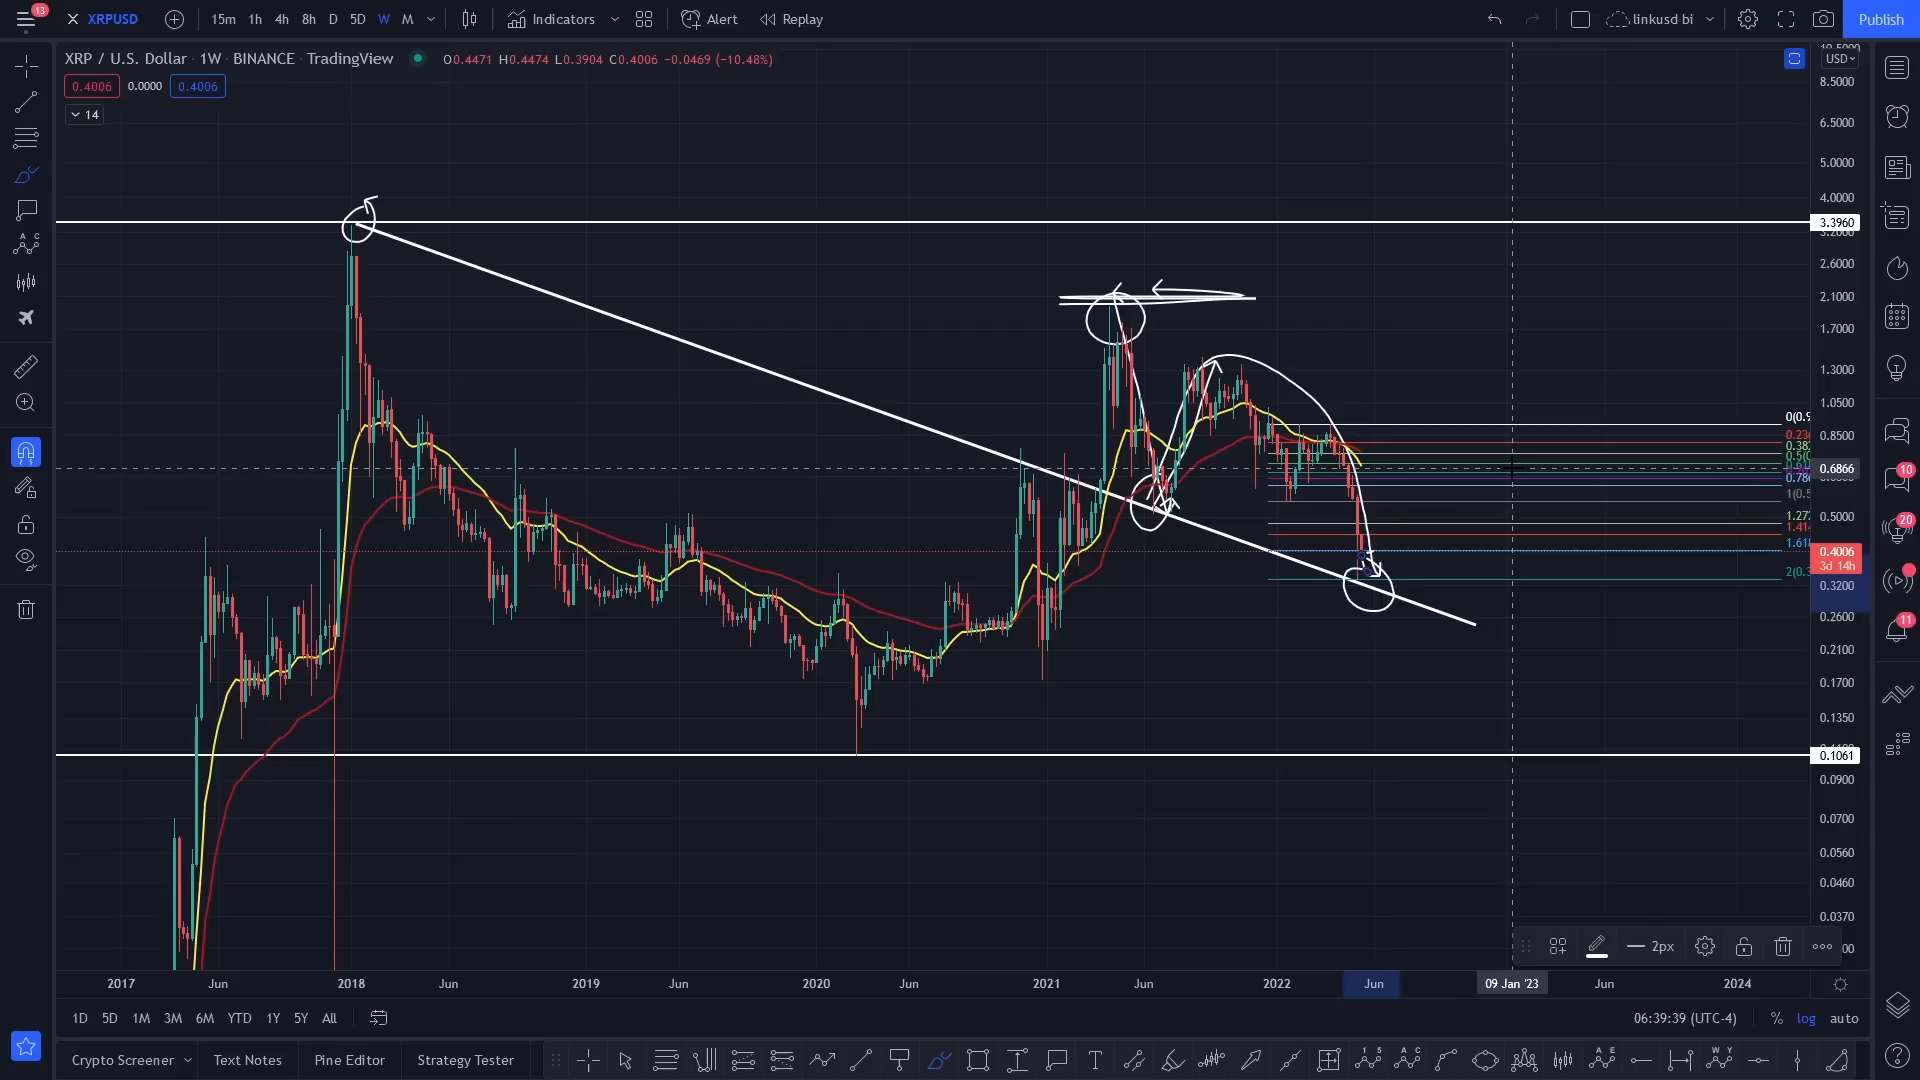 13
XRPUSD
15m 1h 4h 8h D 5D W M
Indicators
Alert
Replay
linkusd bi
Publish
XRP / U.S. Dollar · 1W · BINANCE · TradingView
O0.4471 H0.4474 L0.3904 C0.4006 −0.0469 (−10.48%)
0.4006 0.0000 0.4006
14
USD
8.5000
6.5000
5.0000
4.0000
3.3960
2.6000
2.1000
1.7000
1.3000
1.0500
0.8500
0.6866
0.5000
0.4006
3d 14h
0.3200
0.2600
0.2100
0.1700
0.1350
0.1061
0.0900
0.0700
0.0560
0.0460
0.0370
10
20
11
2px
2017 Jun 2018 Jun 2019 Jun 2020 Jun 2021 Jun 2022 Jun 09 Jan '23 Jun 2024
1D 5D 1M 3M 6M YTD 1Y 5Y All
06:39:39 (UTC-4) % log auto
Crypto Screener Text Notes Pine Editor Strategy Tester